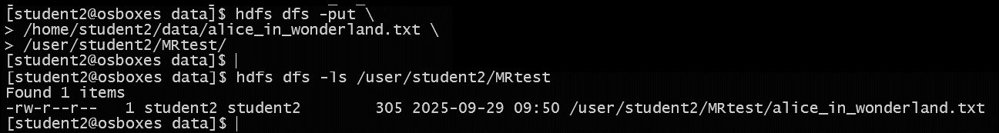 [student2@osboxes data]$ hdfs dfs -put \
> /home/student2/data/alice_in_wonderland.txt \
> /user/student2/MRtest/
[student2@osboxes data]$
[student2@osboxes data]$ hdfs dfs -ls /user/student2/MRtest
Found 1 items
-rw-r--r--   1 student2 student2        305 2025-09-29 09:50 /user/student2/MRtest/alice_in_wonderland.txt
[student2@osboxes data]$